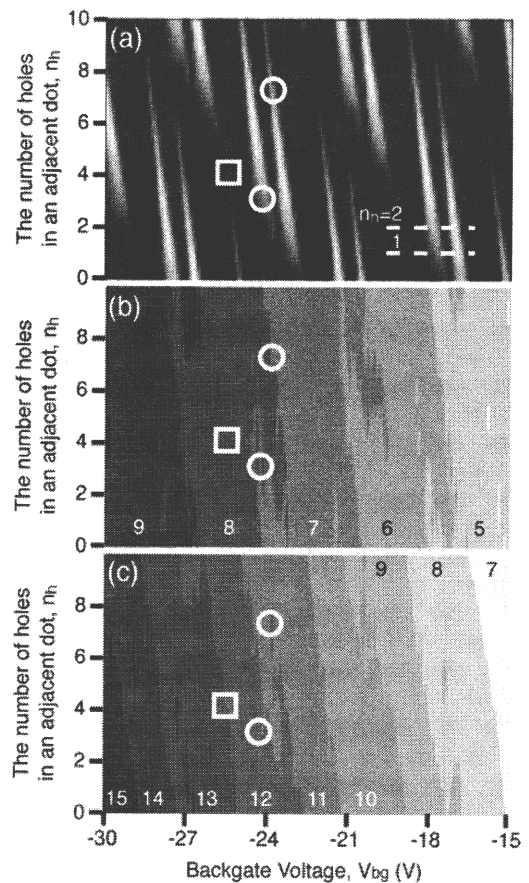 (a)
The number of holes
in an adjacent dot, nh
10
8
6
4
2
0
nh=2
1
(b)
The number of holes
in an adjacent dot, nh
8
6
4
2
0
9 8 7 6 5
(c)
9 8 7
The number of holes
in an adjacent dot, nh
8
6
4
2
0
15 14 13 12 11 10
-30 -27 -24 -21 -18 -15
Backgate Voltage, Vbg (V)